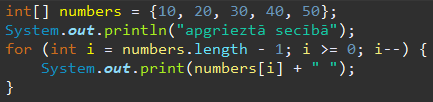 int[] numbers = {10, 20, 30, 40, 50};
System.out.println("apgrieztā secībā");
for (int i = numbers.length - 1; i >= 0; i--) {
    System.out.print(numbers[i] + " ");
}